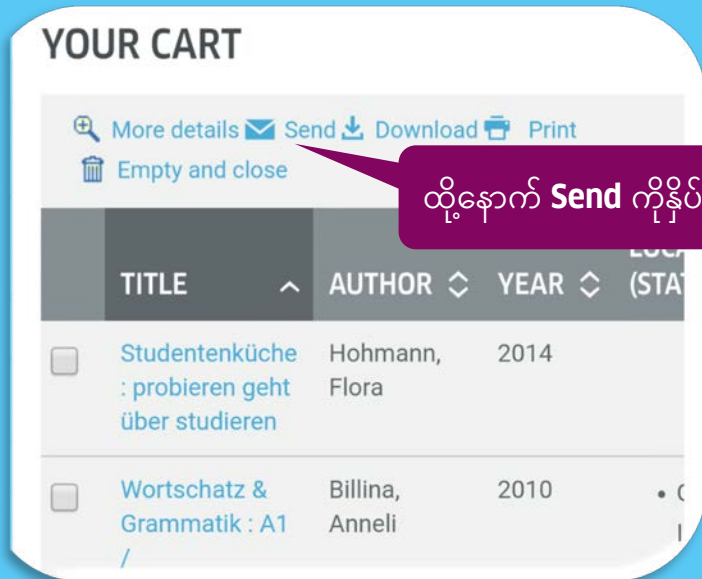 YOUR CART
More details Send Download Print
Empty and close
ထို့နောက် Send ကိုနှိပ်
TITLE AUTHOR YEAR (STAT
Studentenküche Hohmann, 2014
: probieren geht Flora
über studieren
Wortschatz & Billina, 2010
Grammatik : A1 Anneli
/